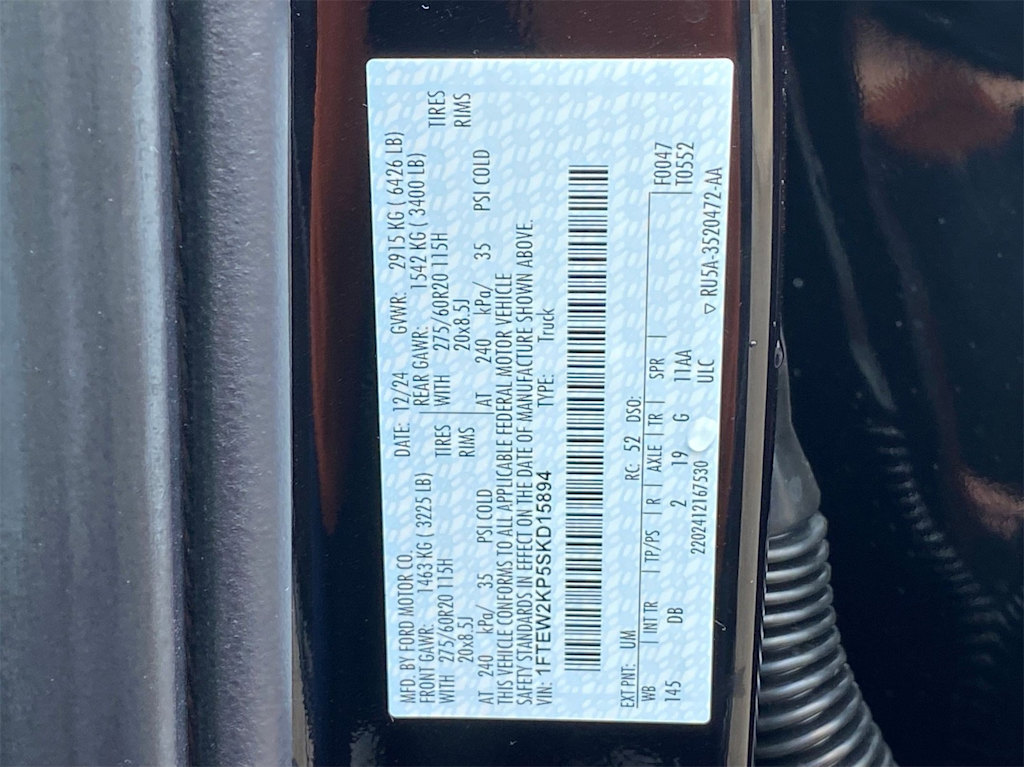 MFD. BY FORD MOTOR CO. DATE: 12/24 GVWR: 2915 KG ( 6426 LB)
FRONT GAWR: 1463 KG ( 3225 LB) REAR GAWR: 1542 KG ( 3400 LB)
WITH 275/60R20 115H TIRES WITH 275/60R20 115H TIRES
20x8.5J RIMS 20x8.5J RIMS
AT 240 kPa/ 35 PSI COLD AT 240 kPa/ 35 PSI COLD
THIS VEHICLE CONFORMS TO ALL APPLICABLE FEDERAL MOTOR VEHICLE
SAFETY STANDARDS IN EFFECT ON THE DATE OF MANUFACTURE SHOWN ABOVE.
VIN: 1FTEW2KP5SKD15894 TYPE: Truck
EXT PNT: UM RC: 52 DSO:
WB INT TR TP/PS R AXLE TR SPR F0047
145 DB 2 19 G 11AA T0552
2202412167530 ULC RU5A-3520472-AA